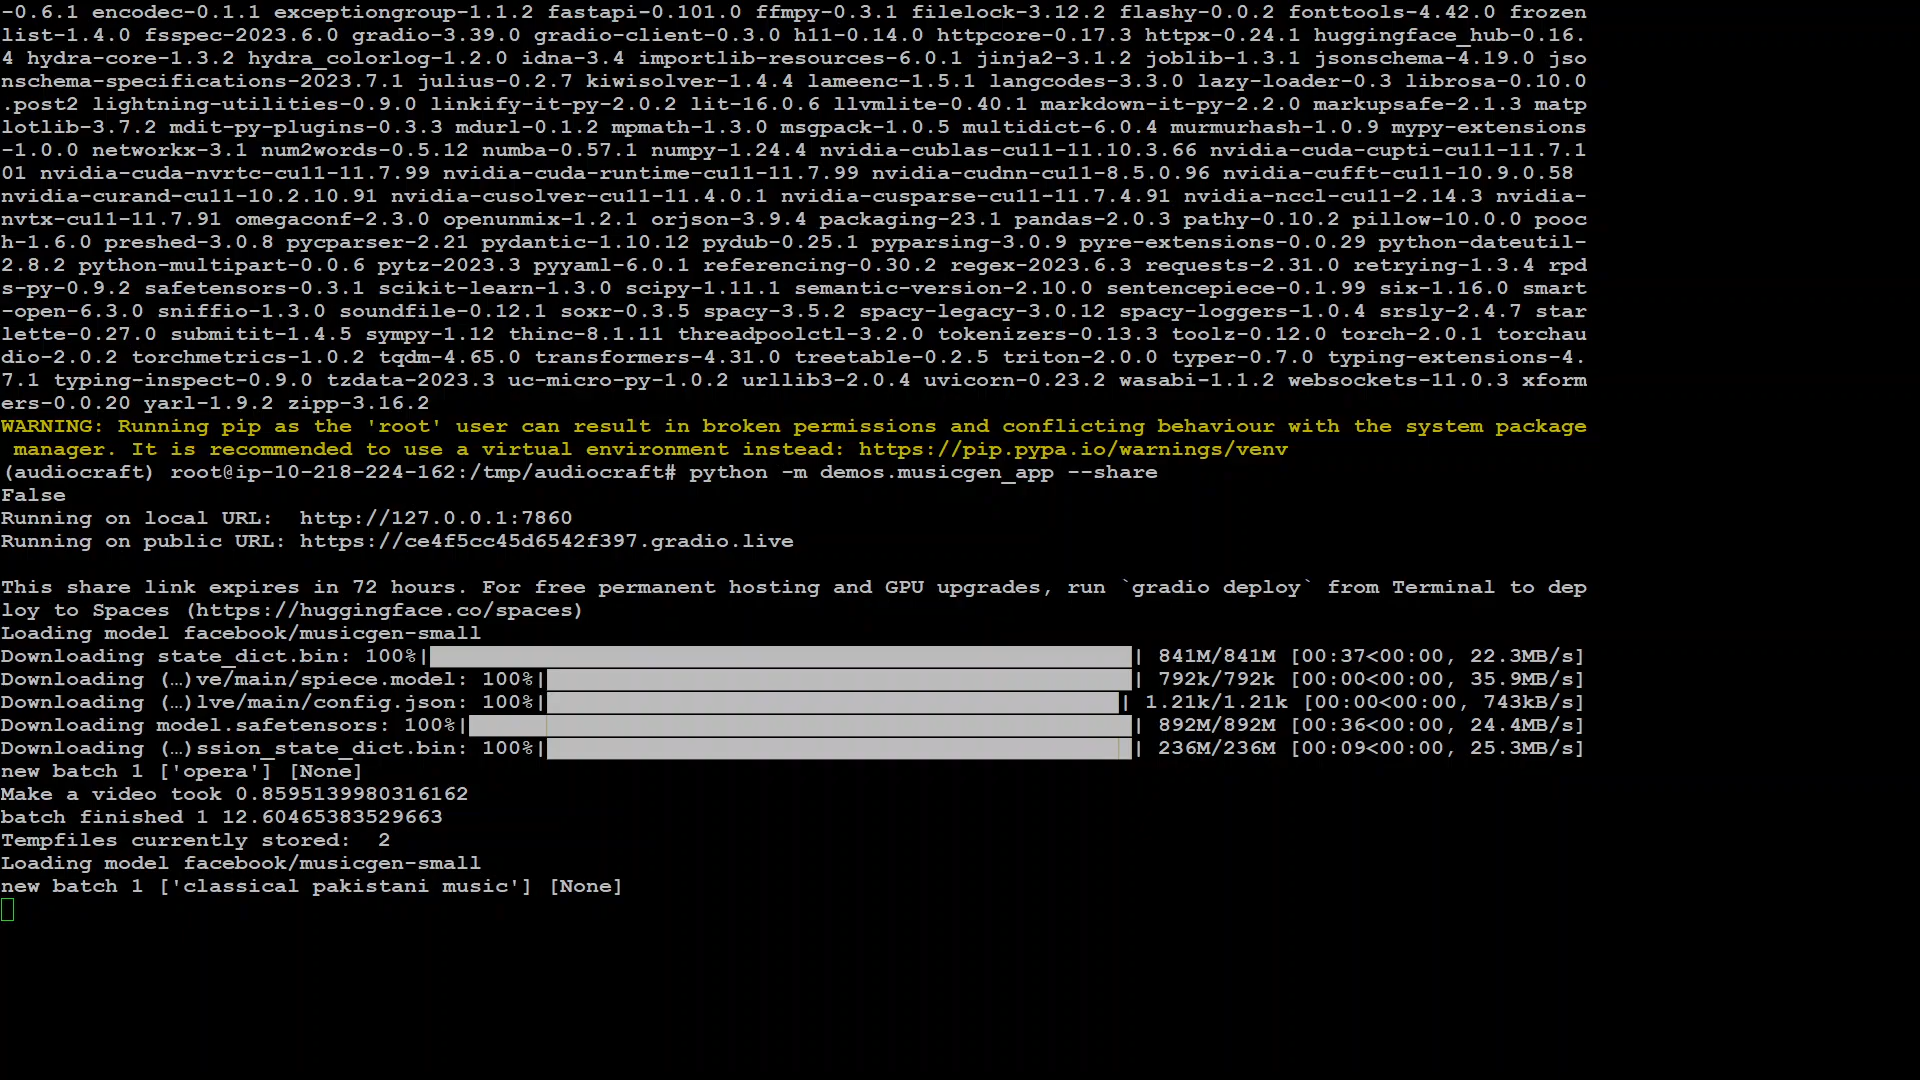 -0.6.1 encodec-0.1.1 exceptiongroup-1.1.2 fastapi-0.101.0 ffmpy-0.3.1 filelock-3.12.2 flashy-0.0.2 fonttools-4.42.0 frozen
list-1.4.0 fsspec-2023.6.0 gradio-3.39.0 gradio-client-0.3.0 h11-0.14.0 httpcore-0.17.3 httpx-0.24.1 huggingface_hub-0.16.
4 hydra-core-1.3.2 hydra_colorlog-1.2.0 idna-3.4 importlib-resources-6.0.1 jinja2-3.1.2 joblib-1.3.1 jsonschema-4.19.0 jso
nschema-specifications-2023.7.1 julius-0.2.7 kiwisolver-1.4.4 lameenc-1.5.1 langcodes-3.3.0 lazy-loader-0.3 librosa-0.10.0
.post2 lightning-utilities-0.9.0 linkify-it-py-2.0.2 lit-16.0.6 llvmlite-0.40.1 markdown-it-py-2.2.0 markupsafe-2.1.3 matp
lotlib-3.7.2 mdit-py-plugins-0.3.3 mdurl-0.1.2 mpmath-1.3.0 msgpack-1.0.5 multidict-6.0.4 murmurhash-1.0.9 mypy-extensions
-1.0.0 networkx-3.1 num2words-0.5.12 numba-0.57.1 numpy-1.24.4 nvidia-cublas-cu11-11.10.3.66 nvidia-cuda-cupti-cu11-11.7.1
01 nvidia-cuda-nvrtc-cu11-11.7.99 nvidia-cuda-runtime-cu11-11.7.99 nvidia-cudnn-cu11-8.5.0.96 nvidia-cufft-cu11-10.9.0.58
nvidia-curand-cu11-10.2.10.91 nvidia-cusolver-cu11-11.4.0.1 nvidia-cusparse-cu11-11.7.4.91 nvidia-nccl-cu11-2.14.3 nvidia-
nvtx-cu11-11.7.91 omegaconf-2.3.0 openunmix-1.2.1 orjson-3.9.4 packaging-23.1 pandas-2.0.3 pathy-0.10.2 pillow-10.0.0 pooc
h-1.6.0 preshed-3.0.8 pycparser-2.21 pydantic-1.10.12 pydub-0.25.1 pyparsing-3.0.9 pyre-extensions-0.0.29 python-dateutil-
2.8.2 python-multipart-0.0.6 pytz-2023.3 pyyaml-6.0.1 referencing-0.30.2 regex-2023.6.3 requests-2.31.0 retrying-1.3.4 rpd
s-py-0.9.2 safetensors-0.3.1 scikit-learn-1.3.0 scipy-1.11.1 semantic-version-2.10.0 sentencepiece-0.1.99 six-1.16.0 smart
-open-6.3.0 sniffio-1.3.0 soundfile-0.12.1 soxr-0.3.5 spacy-3.5.2 spacy-legacy-3.0.12 spacy-loggers-1.0.4 srsly-2.4.7 star
lette-0.27.0 submitit-1.4.5 sympy-1.12 thinc-8.1.11 threadpoolctl-3.2.0 tokenizers-0.13.3 toolz-0.12.0 torch-2.0.1 torchau
dio-2.0.2 torchmetrics-1.0.2 tqdm-4.65.0 transformers-4.31.0 treetable-0.2.5 triton-2.0.0 typer-0.7.0 typing-extensions-4.
7.1 typing-inspect-0.9.0 tzdata-2023.3 uc-micro-py-1.0.2 urllib3-2.0.4 uvicorn-0.23.2 wasabi-1.1.2 websockets-11.0.3 xform
ers-0.0.20 yarl-1.9.2 zipp-3.16.2
WARNING: Running pip as the 'root' user can result in broken permissions and conflicting behaviour with the system package
 manager. It is recommended to use a virtual environment instead: https://pip.pypa.io/warnings/venv
(audiocraft) root@ip-10-218-224-162:/tmp/audiocraft# python -m demos.musicgen_app --share
False
Running on local URL:  http://127.0.0.1:7860
Running on public URL: https://ce4f5cc45d6542f397.gradio.live
This share link expires in 72 hours. For free permanent hosting and GPU upgrades, run `gradio deploy` from Terminal to dep
loy to Spaces (https://huggingface.co/spaces)
Loading model facebook/musicgen-small
Downloading state_dict.bin: 100%| | 841M/841M [00:37<00:00, 22.3MB/s]
Downloading (…)ve/main/spiece.model: 100%| | 792k/792k [00:00<00:00, 35.9MB/s]
Downloading (…)lve/main/config.json: 100%| | 1.21k/1.21k [00:00<00:00, 743kB/s]
Downloading model.safetensors: 100%| | 892M/892M [00:36<00:00, 24.4MB/s]
Downloading (…)ssion_state_dict.bin: 100%| | 236M/236M [00:09<00:00, 25.3MB/s]
new batch 1 ['opera'] [None]
Make a video took 0.8595139980316162
batch finished 1 12.60465383529663
Tempfiles currently stored:  2
Loading model facebook/musicgen-small
new batch 1 ['classical pakistani music'] [None]